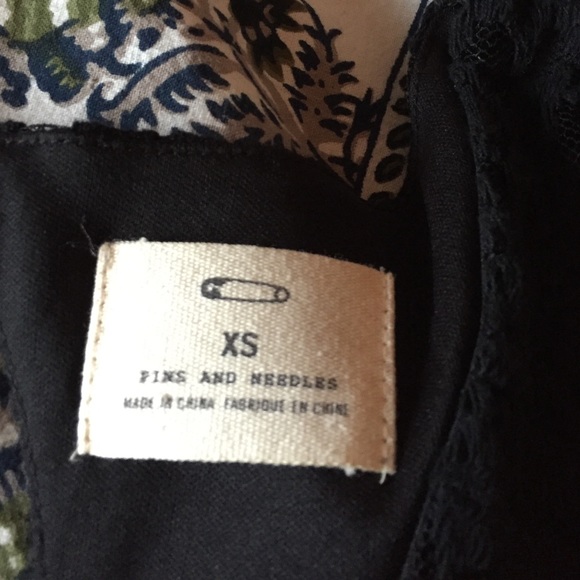 XS
PINS AND NEEDLES
MADE IN CHINA FABRIQUE EN CHINE